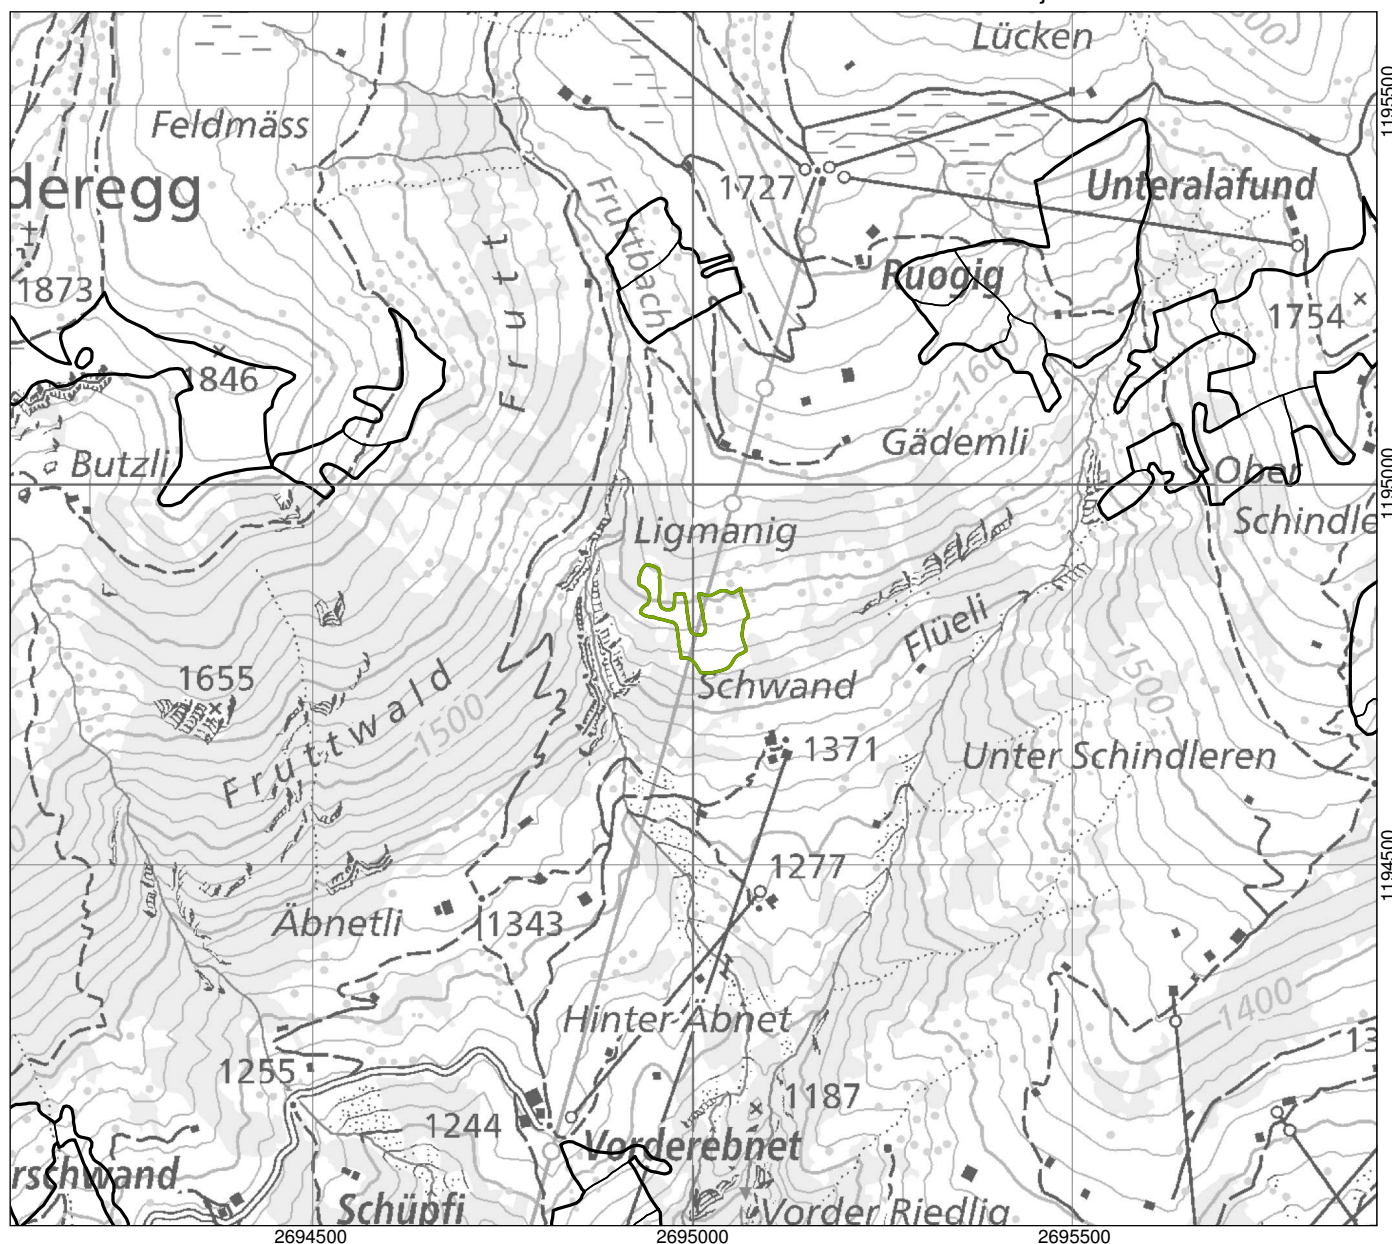 Lücken
1195500
Feldmäss
deregg
1727
Unteralafund
Fruttbach
Frutt
Ruogig
1873
1754
1846
Gädemli
Butzli
Ober
1195000
Ligmanig
Schindle
Flüeli
1655
Schwand
1500
1500
Fruttwald
1371
Unter Schindleren
1277
1194500
Äbnetli
1343
Hinter Äbnet
1400
1255
1187
1244
Vorderebnet
rschwand
Schüpfi
Vorder Riedlig
2694500
2695000
2695500